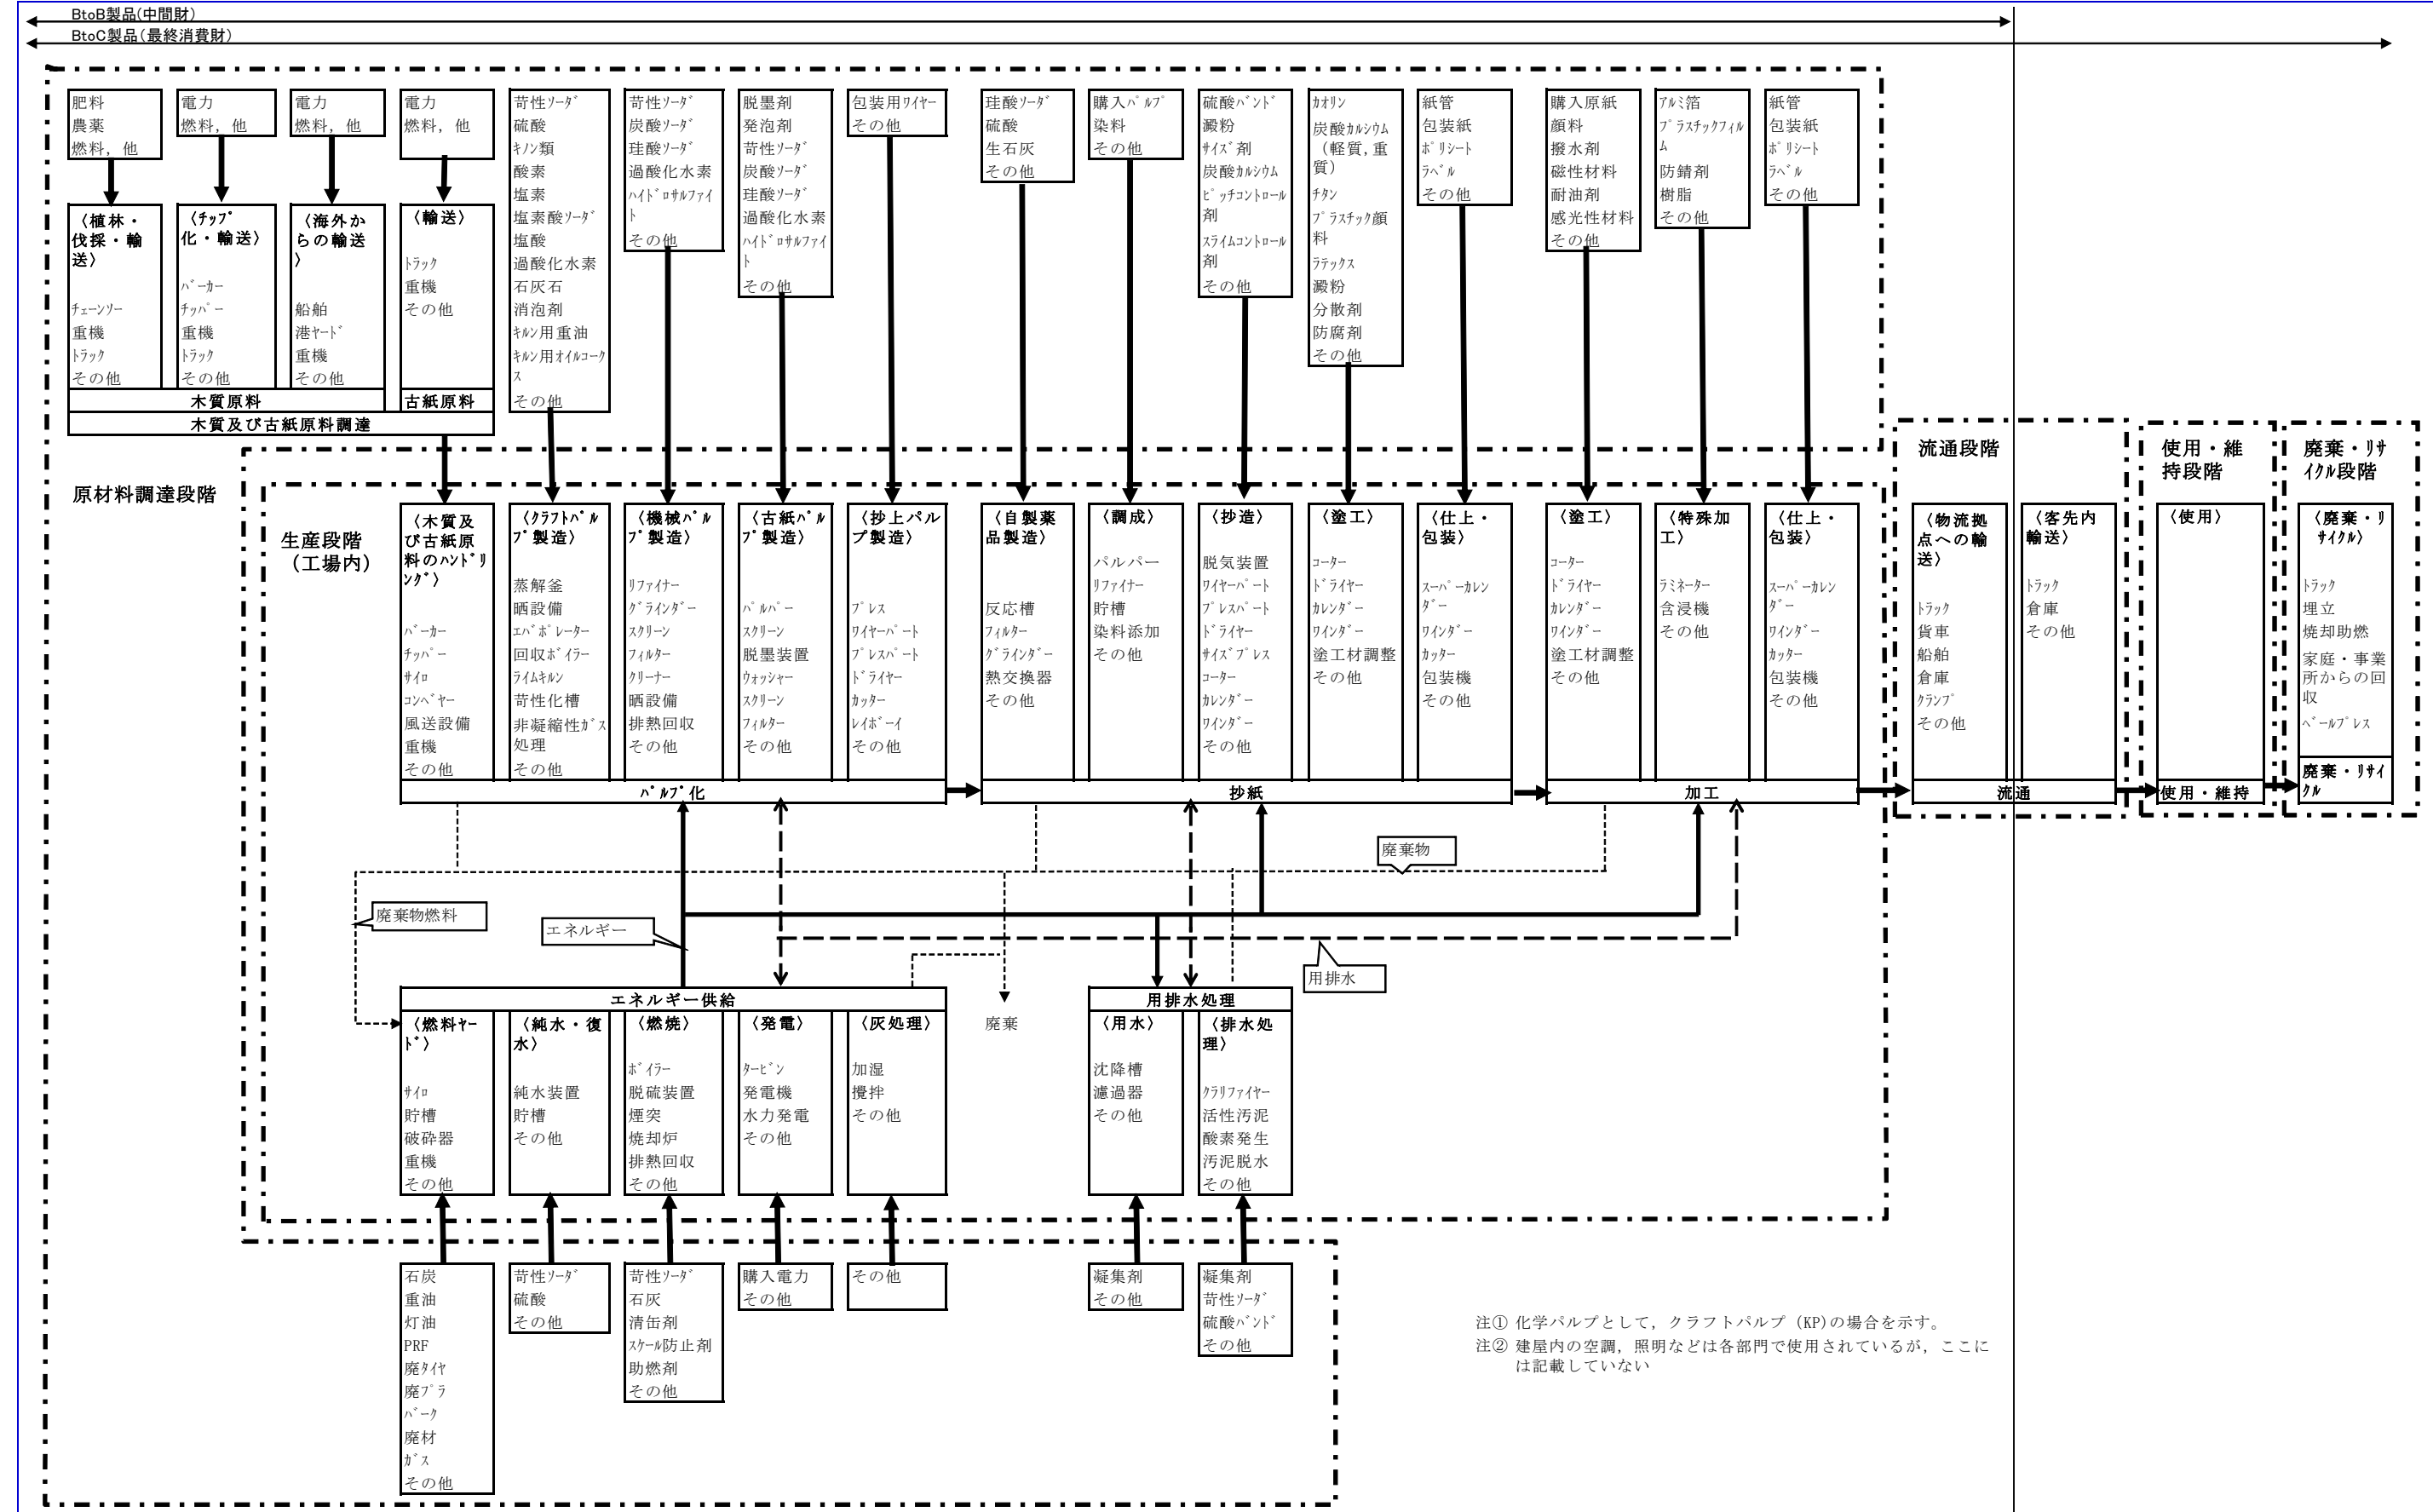 BtoB製品(中間財)
BtoC製品(最終消費財)
肥料
農薬
燃料, 他
電力
燃料, 他
電力
燃料, 他
電力
燃料, 他
苛性ｿｰﾀﾞ
硫酸
ｷﾉﾝ類
酸素
塩素
塩素酸ｿｰﾀﾞ
塩酸
過酸化水素
石灰石
消泡剤
ｷﾙﾝ用重油
ｷﾙﾝ用ｵｲﾙｺｰｸ
ｽ
その他
苛性ｿｰﾀﾞ
炭酸ｿｰﾀﾞ
珪酸ｿｰﾀﾞ
過酸化水素
ﾊｲﾄﾞﾛｻﾙﾌｧｲ
ﾄ
その他
脱墨剤
発泡剤
苛性ｿｰﾀﾞ
炭酸ｿｰﾀﾞ
珪酸ｿｰﾀﾞ
過酸化水素
ﾊｲﾄﾞﾛｻﾙﾌｧｲ
ﾄ
その他
包装用ﾜｲﾔｰ
その他
珪酸ｿｰﾀﾞ
硫酸
生石灰
その他
購入ﾊﾟﾙﾌﾟ
染料
その他
硫酸ﾊﾞﾝﾄﾞ
澱粉
ｻｲｽﾞ剤
炭酸ｶﾙｼｳﾑ
ﾋﾟｯﾁｺﾝﾄﾛｰﾙ
剤
ｽﾗｲﾑｺﾝﾄﾛｰﾙ
剤
その他
ｶｵﾘﾝ
炭酸ｶﾙｼｳﾑ
（軽質,重
質）
ﾁﾀﾝ
ﾌﾟﾗｽﾁｯｸ顔
料
ﾗﾃｯｸｽ
澱粉
分散剤
防腐剤
その他
紙管
包装紙
ﾎﾟﾘｼｰﾄ
ﾗﾍﾞﾙ
その他
購入原紙
顔料
撥水剤
磁性材料
耐油剤
感光性材料
その他
ｱﾙﾐ箔
ﾌﾟﾗｽﾁｯｸﾌｨﾙ
ﾑ
防錆剤
樹脂
その他
紙管
包装紙
ﾎﾟﾘｼｰﾄ
ﾗﾍﾞﾙ
その他
〈植林・
伐採・輸
送〉
ﾁｪｰﾝｿｰ
重機
ﾄﾗｯｸ
その他
〈ﾁｯﾌﾟ
化・輸送〉
ﾊﾞｰｶｰ
ﾁｯﾊﾟｰ
重機
ﾄﾗｯｸ
その他
〈海外か
らの輸送
〉
船舶
港ﾔｰﾄﾞ
重機
その他
〈輸送〉
ﾄﾗｯｸ
重機
その他
木質原料
古紙原料
木質及び古紙原料調達
原材料調達段階
生産段階
（工場内）
流通段階
使用・維
持段階
廃棄・ﾘｻ
ｲｸﾙ段階
〈木質及
び古紙原
料のﾊﾝﾄﾞﾘ
ﾝｸﾞ〉
ﾊﾞｰｶｰ
ﾁｯﾊﾟｰ
ｻｲﾛ
ｺﾝﾍﾞﾔｰ
風送設備
重機
その他
〈ｸﾗﾌﾄﾊﾟﾙ
ﾌﾟ製造〉
蒸解釜
晒設備
ｴﾊﾞﾎﾟﾚｰﾀｰ
回収ﾎﾞｲﾗｰ
ﾗｲﾑｷﾙﾝ
苛性化槽
非凝縮性ｶﾞｽ
処理
その他
〈機械ﾊﾟﾙ
ﾌﾟ製造〉
ﾘﾌｧｲﾅｰ
ｸﾞﾗｲﾝﾀﾞｰ
ｽｸﾘｰﾝ
ﾌｨﾙﾀｰ
ｸﾘｰﾅｰ
晒設備
排熱回収
その他
〈古紙ﾊﾟﾙ
ﾌﾟ製造〉
ﾊﾟﾙﾊﾟｰ
ｽｸﾘｰﾝ
脱墨装置
ｳｫｯｼｬｰ
ｽｸﾘｰﾝ
ﾌｨﾙﾀｰ
その他
〈抄上パル
プ製造〉
ﾌﾟﾚｽ
ﾜｲﾔｰﾊﾟｰﾄ
ﾌﾟﾚｽﾊﾟｰﾄ
ﾄﾞﾗｲﾔｰ
ｶｯﾀｰ
ﾚｲﾎﾞｰｲ
その他
〈自製薬
品製造〉
反応槽
ﾌｨﾙﾀｰ
ｸﾞﾗｲﾝﾀﾞｰ
熱交換器
その他
〈調成〉
パルパー
ﾘﾌｧｲﾅｰ
貯槽
染料添加
その他
〈抄造〉
脱気装置
ﾜｲﾔｰﾊﾟｰﾄ
ﾌﾟﾚｽﾊﾟｰﾄ
ﾄﾞﾗｲﾔｰ
ｻｲｽﾞﾌﾟﾚｽ
ｺｰﾀｰ
ｶﾚﾝﾀﾞｰ
ﾜｲﾝﾀﾞｰ
その他
〈塗工〉
ｺｰﾀｰ
ﾄﾞﾗｲﾔｰ
ｶﾚﾝﾀﾞｰ
ﾜｲﾝﾀﾞｰ
塗工材調整
その他
〈仕上・
包装〉
ｽｰﾊﾟｰｶﾚﾝ
ﾀﾞｰ
ﾜｲﾝﾀﾞｰ
ｶｯﾀｰ
包装機
その他
〈塗工〉
ｺｰﾀｰ
ﾄﾞﾗｲﾔｰ
ｶﾚﾝﾀﾞｰ
ﾜｲﾝﾀﾞｰ
塗工材調整
その他
〈特殊加
工〉
ﾗﾐﾈｰﾀｰ
含浸機
その他
〈仕上・
包装〉
ｽｰﾊﾟｰｶﾚﾝ
ﾀﾞｰ
ﾜｲﾝﾀﾞｰ
ｶｯﾀｰ
包装機
その他
〈物流拠
点への輸
送〉
ﾄﾗｯｸ
貨車
船舶
倉庫
ｸﾗﾝﾌﾟ
その他
〈客先内
輸送〉
ﾄﾗｯｸ
倉庫
その他
〈使用〉
〈廃棄・ﾘ
ｻｲｸﾙ〉
ﾄﾗｯｸ
埋立
焼却助燃
家庭・事業
所からの回
収
ﾍﾞｰﾙﾌﾟﾚｽ
ﾊﾟﾙﾌﾟ化
抄紙
加工
流通
使用・維持
廃棄・ﾘｻｲ
ｸﾙ
廃棄物
廃棄物燃料
エネルギー
用排水
エネルギー供給
用排水処理
廃棄
〈燃料ﾔｰ
ﾄﾞ〉
ｻｲﾛ
貯槽
破砕器
重機
その他
〈純水・復
水〉
純水装置
貯槽
その他
〈燃焼〉
ﾎﾞｲﾗｰ
脱硫装置
煙突
焼却炉
排熱回収
その他
〈発電〉
ﾀｰﾋﾞﾝ
発電機
水力発電
その他
〈灰処理〉
加湿
攪拌
その他
〈用水〉
沈降槽
濾過器
その他
〈排水処
理〉
ｸﾗﾘﾌｧｲﾔｰ
活性汚泥
酸素発生
汚泥脱水
その他
石炭
重油
灯油
PRF
廃ﾀｲﾔ
廃ﾌﾟﾗ
ﾊﾞｰｸ
廃材
ｶﾞｽ
その他
苛性ｿｰﾀﾞ
硫酸
その他
苛性ｿｰﾀﾞ
石灰
清缶剤
ｽｹｰﾙ防止剤
助燃剤
その他
購入電力
その他
その他
凝集剤
その他
凝集剤
苛性ｿｰﾀﾞ
硫酸ﾊﾞﾝﾄﾞ
その他
注① 化学パルプとして, クラフトパルプ (KP)の場合を示す。
注② 建屋内の空調, 照明などは各部門で使用されているが, ここに
は記載していない